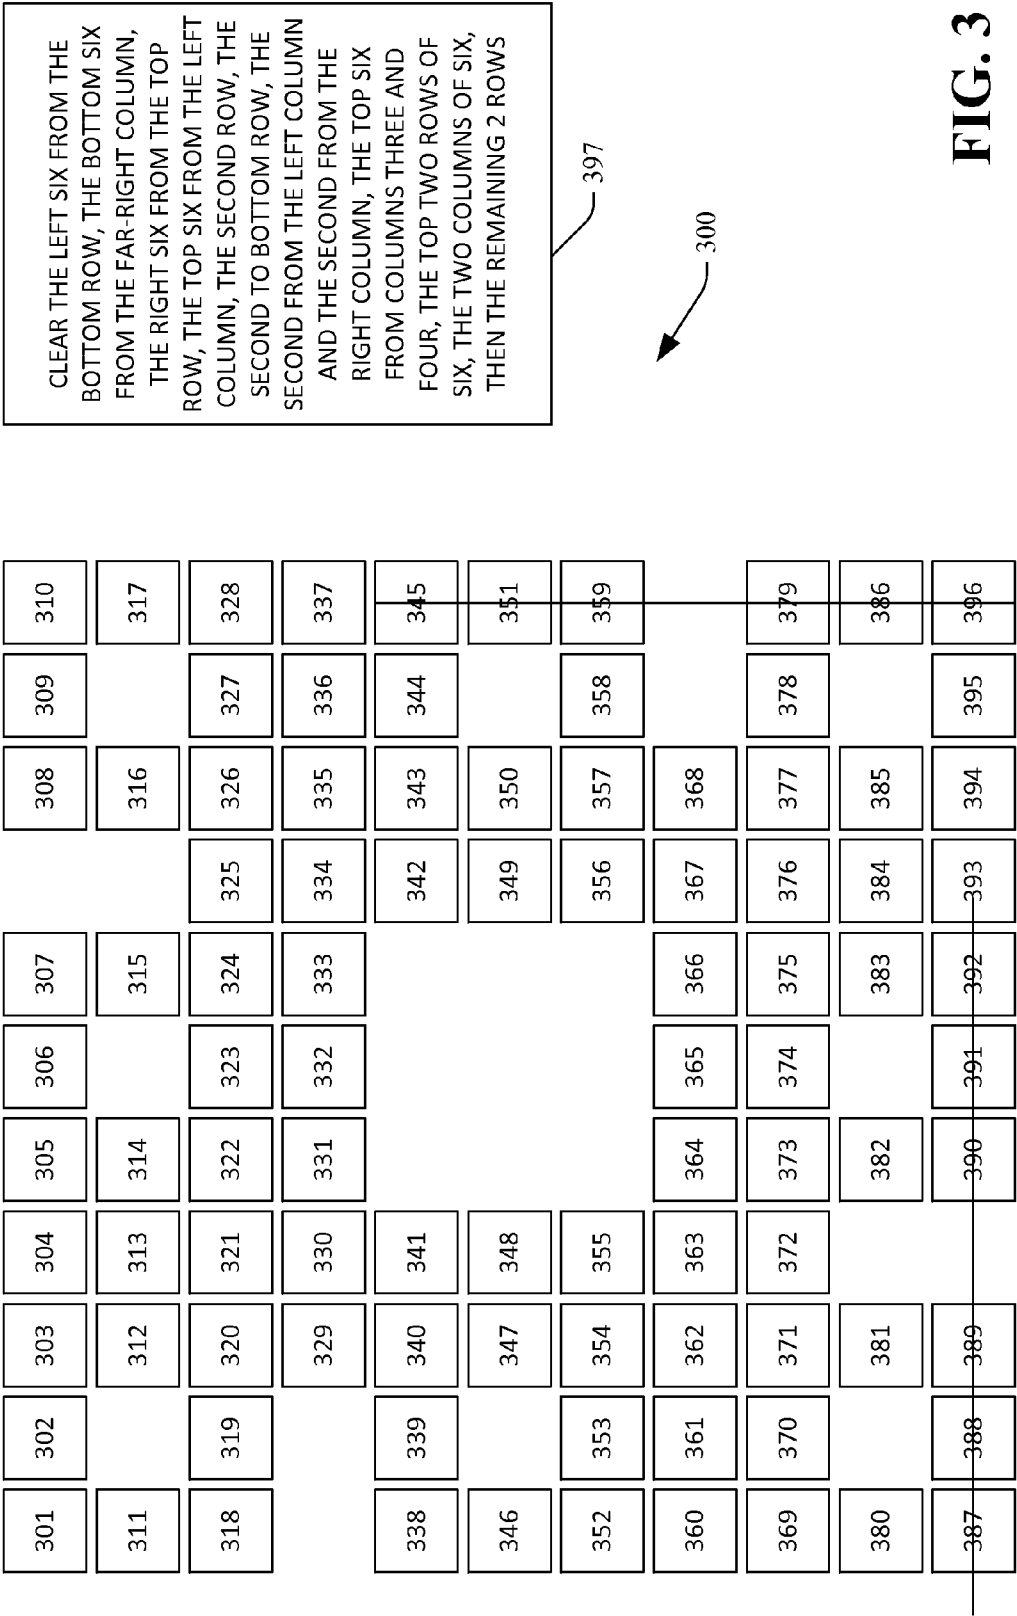 301 302 303 304 305 306 307 308 309 310
311 312 313 314 315 316 317
318 319 320 321 322 323 324 325 326 327 328
329 330 331 332 333 334 335 336 337
338 339 340 341 342 343 344 345
346 347 348 349 350 351
352 353 354 355 356 357 358 359
360 361 362 363 364 365 366 367 368
369 370 371 372 373 374 375 376 377 378 379
380 381 382 383 384 385 386
387 388 389 390 391 392 393 394 395 396
CLEAR THE LEFT SIX FROM THE
BOTTOM ROW, THE BOTTOM SIX
FROM THE FAR-RIGHT COLUMN,
THE RIGHT SIX FROM THE TOP
ROW, THE TOP SIX FROM THE LEFT
COLUMN, THE SECOND ROW, THE
SECOND TO BOTTOM ROW, THE
SECOND FROM THE LEFT COLUMN
AND THE SECOND FROM THE
RIGHT COLUMN, THE TOP SIX
FROM COLUMNS THREE AND
FOUR, THE TOP TWO ROWS OF
SIX, THE TWO COLUMNS OF SIX,
THEN THE REMAINING 2 ROWS
397
300
FIG. 3